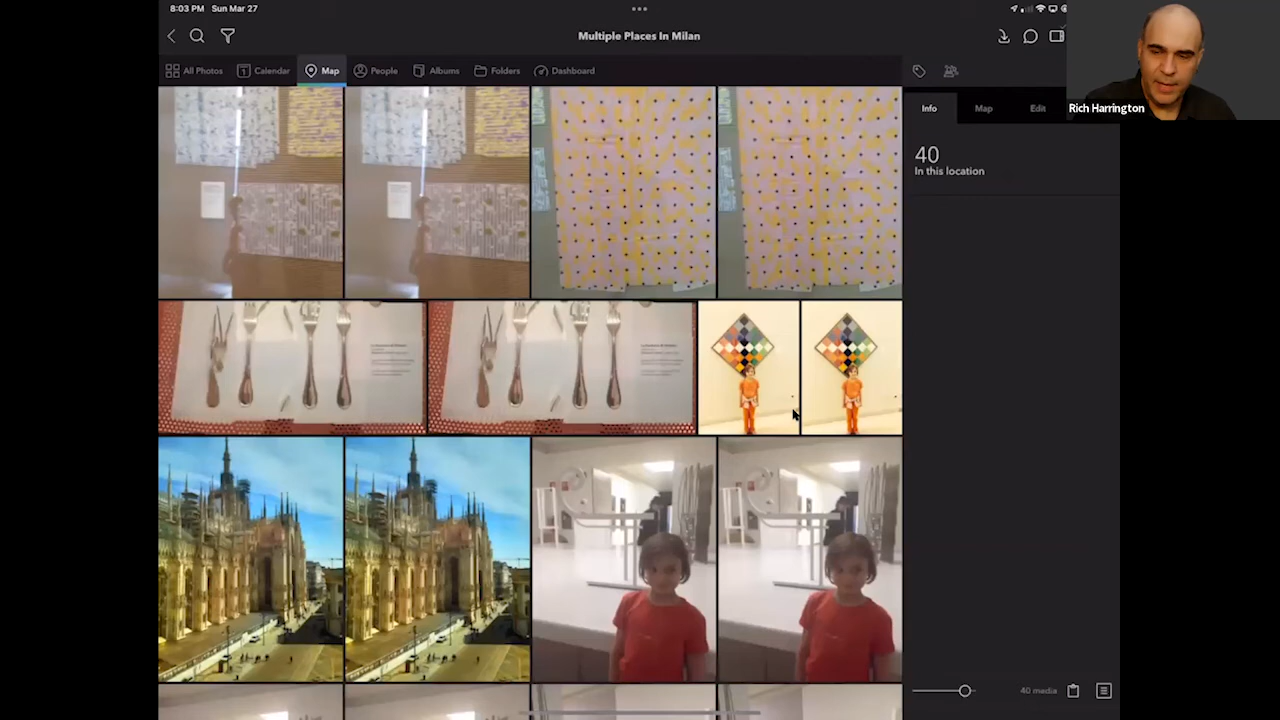 8:03 PM Sun Mar 27
Multiple Places In Milan
Rich Harrington
All Photos
Calendar
Map
People
Albums
Folders
Dashboard
Info
Map
Edit
40
In this location
40 media